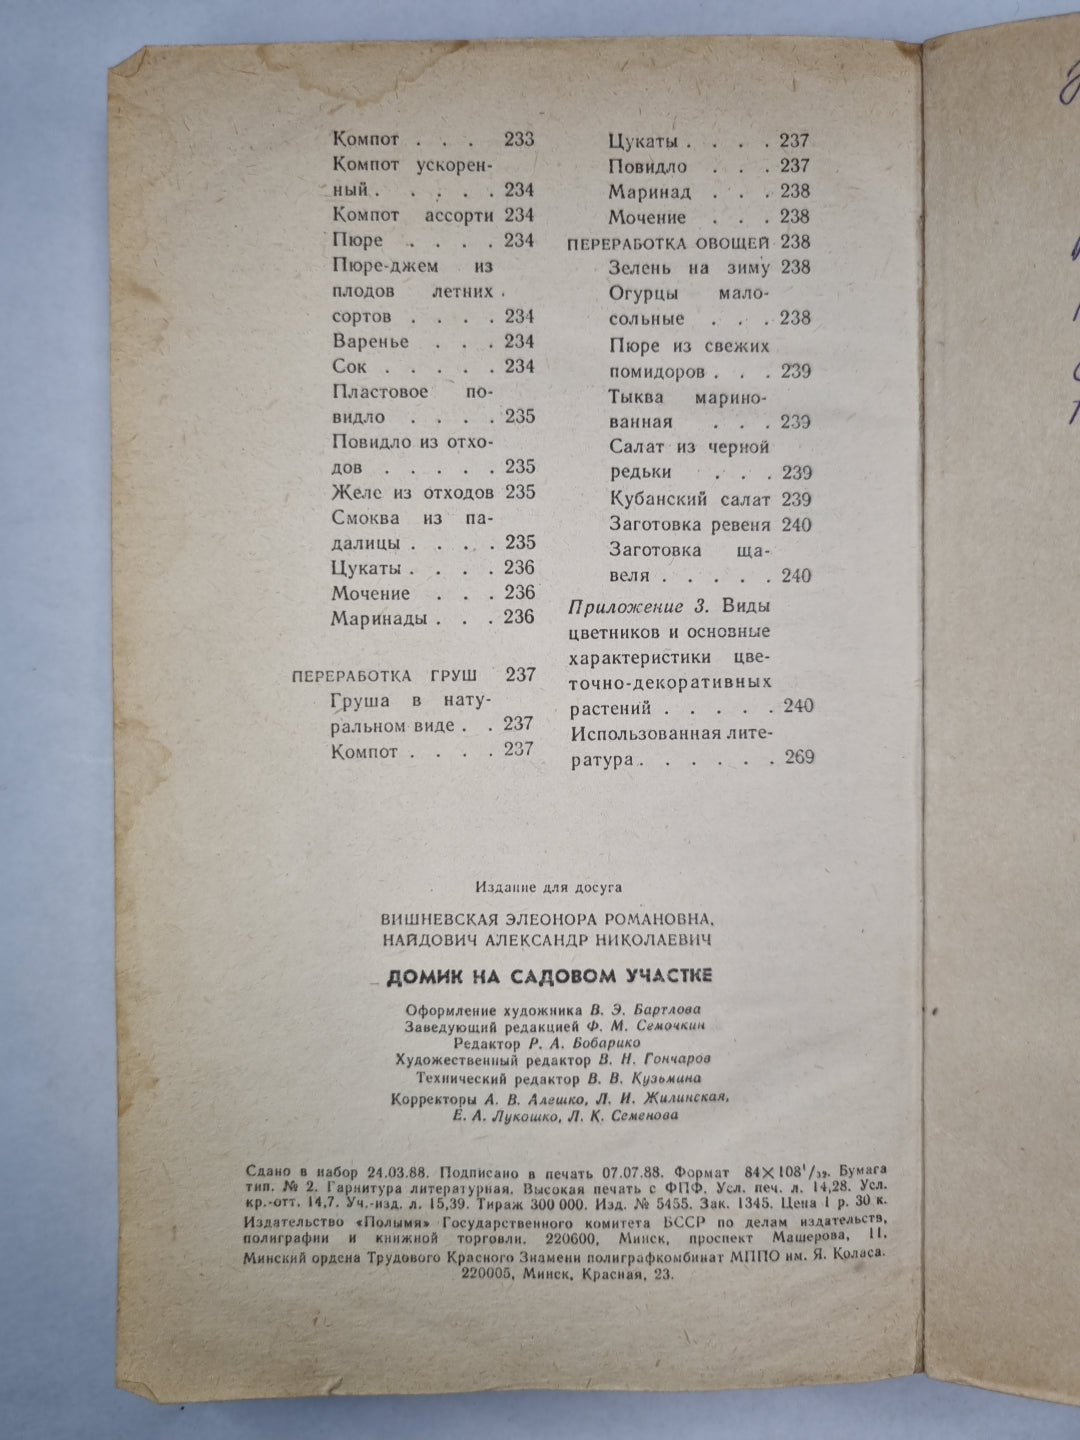 Компот . . . 233
Компот ускорен-
ный . . . . . 234
Компот ассорти 234
Пюре . . . . 234
Пюре-джем из
плодов летних
сортов . . . . 234
Варенье . . . 234
Сок . . . . . 234
Пластовое по-
видло . . . . 235
Повидло из отхо-
дов . . . . . 235
Желе из отходов 235
Смоква из па-
далицы . . . . 235
Цукаты . . . . 236
Мочение . . . 236
Маринады . . . 236
ПЕРЕРАБОТКА ГРУШ 237
Груша в нату-
ральном виде . . 237
Компот . . . . 237
Цукаты . . . . 237
Повидло . . . 237
Маринад . . . 238
Мочение . . . 238
ПЕРЕРАБОТКА ОВОЩЕЙ 238
Зелень на зиму 238
Огурцы мало-
сольные . . . 238
Пюре из свежих
помидоров . . . 239
Тыква марино-
ванная . . . 239
Салат из черной
редьки . . . 239
Кубанский салат 239
Заготовка ревеня 240
Заготовка ща-
веля . . . . . 240
Приложение 3. Виды
цветников и основные
характеристики цве-
точно-декоративных
растений . . . . . 240
Использованная лите-
ратура . . . . . . 269
Издание для досуга
ВИШНЕВСКАЯ ЭЛЕОНОРА РОМАНОВНА,
НАЙДОВИЧ АЛЕКСАНДР НИКОЛАЕВИЧ
ДОМИК НА САДОВОМ УЧАСТКЕ
Оформление художника В. Э. Бартлова
Заведующий редакцией Ф. М. Семочкин
Редактор Р. А. Бобарико
Художественный редактор В. Н. Гончаров
Технический редактор В. В. Кузьмина
Корректоры А. В. Алешко, Л. И. Жилинская,
Е. А. Лукошко, Л. К. Семенова
Сдано в набор 24.03.88. Подписано в печать 07.07.88. Формат 84×108¹/₃₂. Бумага
тип. № 2. Гарнитура литературная. Высокая печать с ФПФ. Усл. печ. л. 14,28. Усл.
кр.-отт. 14,7. Уч.-изд. л. 15,39. Тираж 300 000. Изд. № 5455. Зак. 1345. Цена 1 р. 30 к.
Издательство «Полымя» Государственного комитета БССР по делам издательств,
полиграфии и книжной торговли. 220600, Минск, проспект Машерова, 11.
Минский ордена Трудового Красного Знамени полиграфкомбинат МППО им. Я. Коласа.
220005, Минск, Красная, 23.